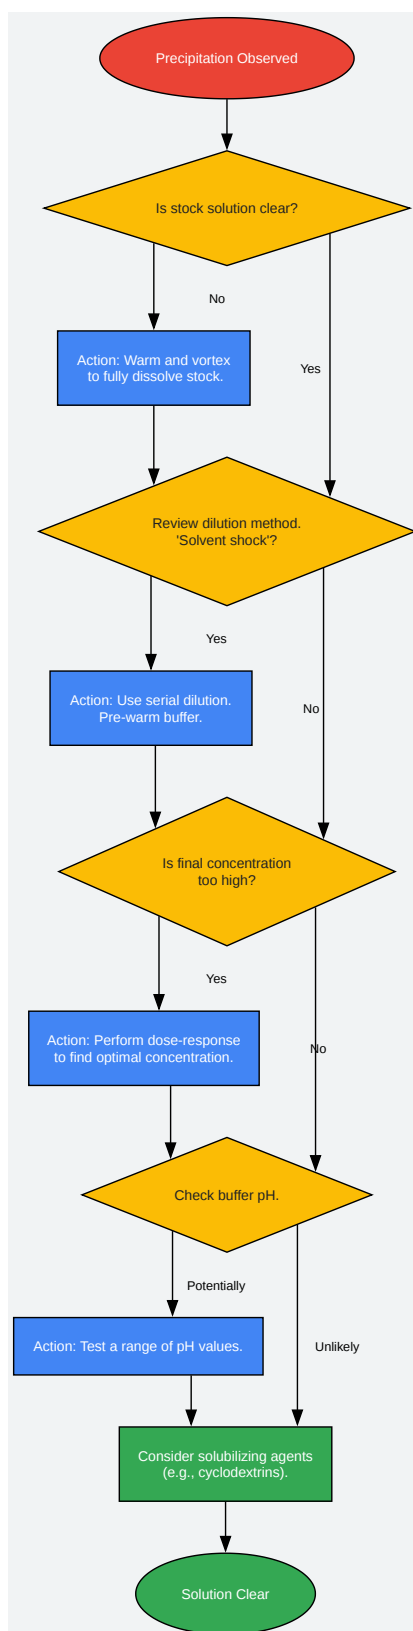 Precipitation Observed
Is stock solution clear?
No
Action: Warm and vortex
to fully dissolve stock.
Yes
Review dilution method.
'Solvent shock'?
Yes
Action: Use serial dilution.
Pre-warm buffer.
No
Is final concentration
too high?
Yes
Action: Perform dose-response
to find optimal concentration.
No
Check buffer pH.
Potentially
Action: Test a range of pH values.
Unlikely
Consider solubilizing agents
(e.g., cyclodextrins).
Solution Clear